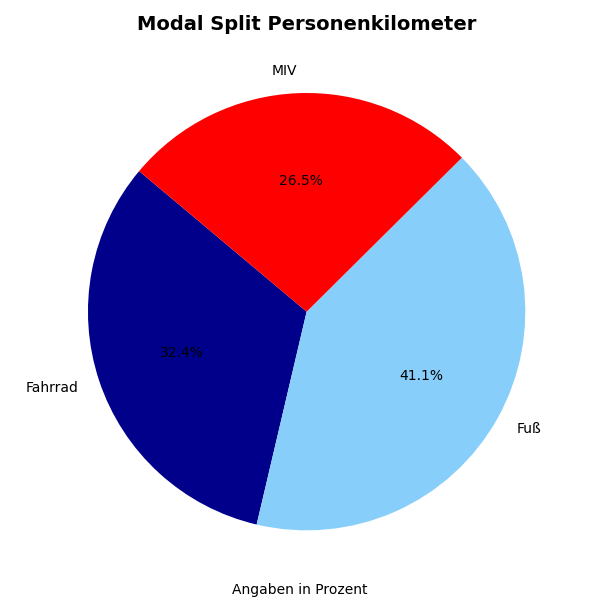 Modal Split Personenkilometer
MIV
26.5%
32.4%
41.1%
Fahrrad
Fuß
Angaben in Prozent